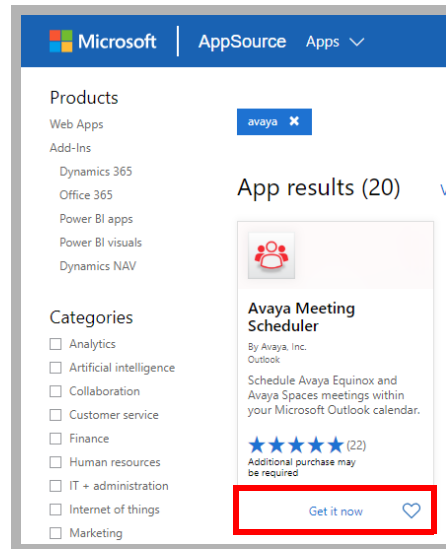 Microsoft AppSource Apps
Products
Web Apps
Add-Ins
Dynamics 365
Office 365
Power BI apps
Power BI visuals
Dynamics NAV
Categories
Analytics
Artificial intelligence
Collaboration
Customer service
Finance
Human resources
IT + administration
Internet of things
Marketing
avaya
App results (20)
Avaya Meeting
Scheduler
By Avaya, Inc.
Outlook
Schedule Avaya Equinox and
Avaya Spaces meetings within
your Microsoft Outlook calendar.
(22)
Additional purchase may
be required
Get it now